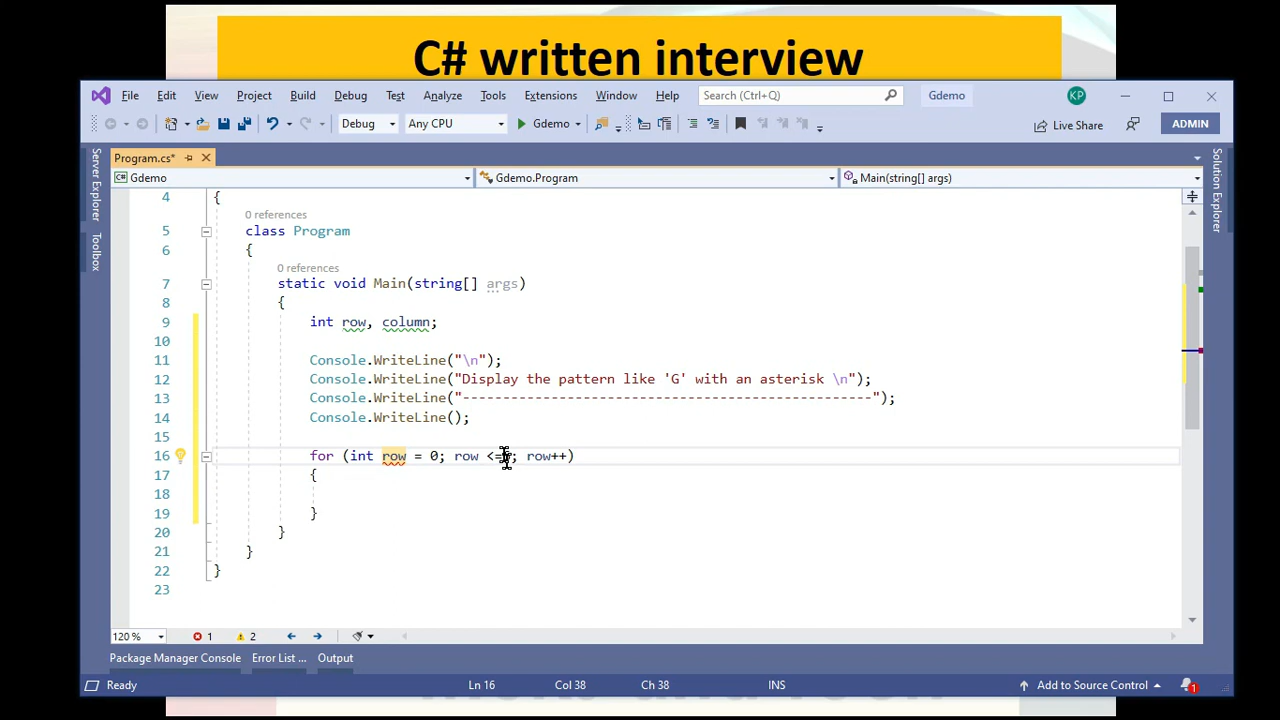 C# written interview
File Edit View Project Build Debug Test Analyze Tools Extensions Window Help Search (Ctrl+Q) Gdemo KP
Debug Any CPU Gdemo Live Share ADMIN
Server Explorer
Toolbox
Solution Explorer
Program.cs*
C# Gdemo Gdemo.Program Main(string[] args)
4 {
0 references
5 class Program
6 {
0 references
7 static void Main(string[] args)
8 {
9 int row, column;
10
11 Console.WriteLine("\n");
12 Console.WriteLine("Display the pattern like 'G' with an asterisk \n");
13 Console.WriteLine("---------------------------------------------------");
14 Console.WriteLine();
15
16 for (int row = 0; row <= ; row++)
17 {
18
19 }
20 }
21 }
22 }
23
120 % 1 2
Package Manager Console Error List ... Output
Ready Ln 16 Col 38 Ch 38 INS Add to Source Control 1